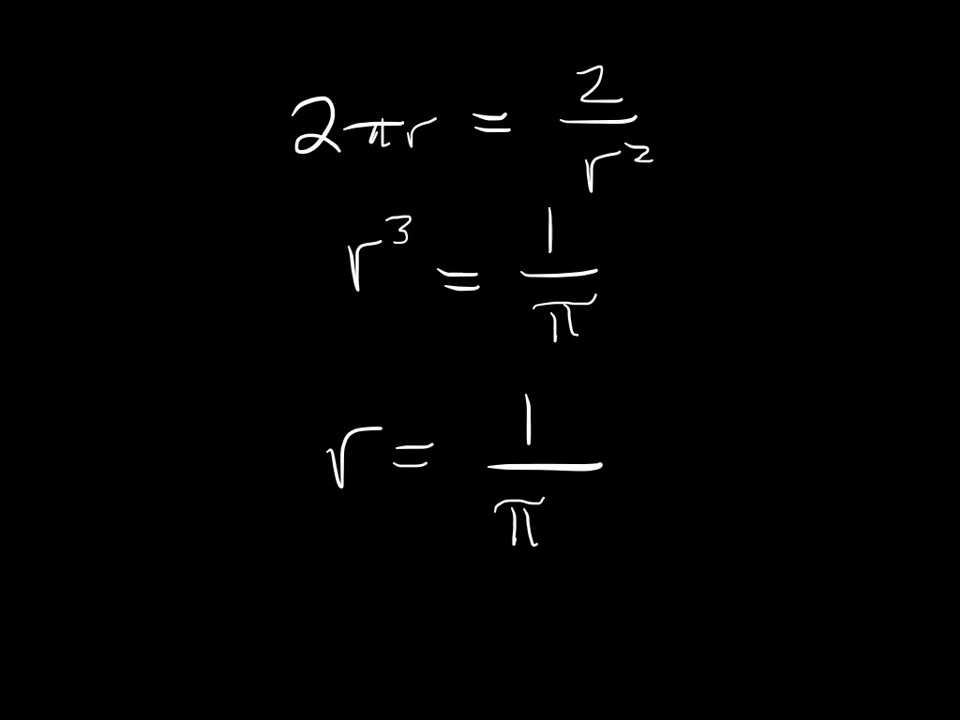 2πr = 2/r²
r³ = 1/π
r = 1/π